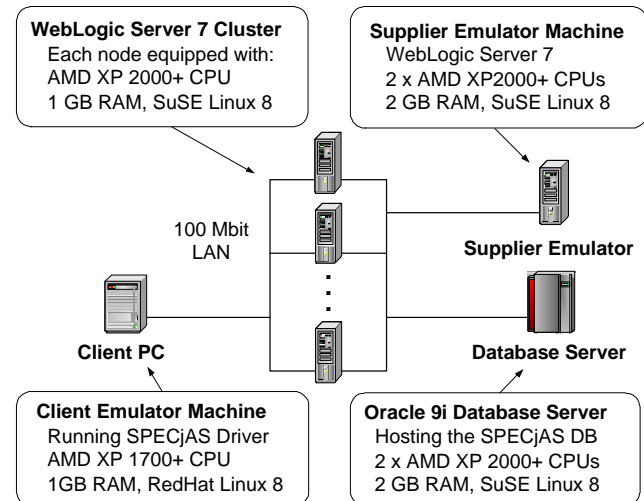 WebLogic Server 7 Cluster
Each node equipped with:
AMD XP 2000+ CPU
1 GB RAM, SuSE Linux 8
Supplier Emulator Machine
WebLogic Server 7
2 x AMD XP2000+ CPUs
2 GB RAM, SuSE Linux 8
100 Mbit
LAN
Supplier Emulator
Client PC
Database Server
Client Emulator Machine
Running SPECjAS Driver
AMD XP 1700+ CPU
1GB RAM, RedHat Linux 8
Oracle 9i Database Server
Hosting the SPECjAS DB
2 x AMD XP 2000+ CPUs
2 GB RAM, SuSE Linux 8